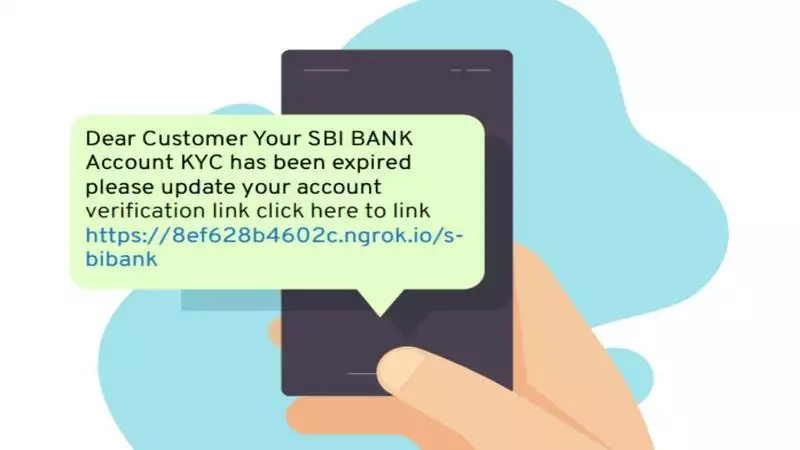 Dear Customer Your SBI BANK
Account KYC has been expired
please update your account
verification link click here to link
https://8ef628b4602c.ngrok.io/s-
bibank